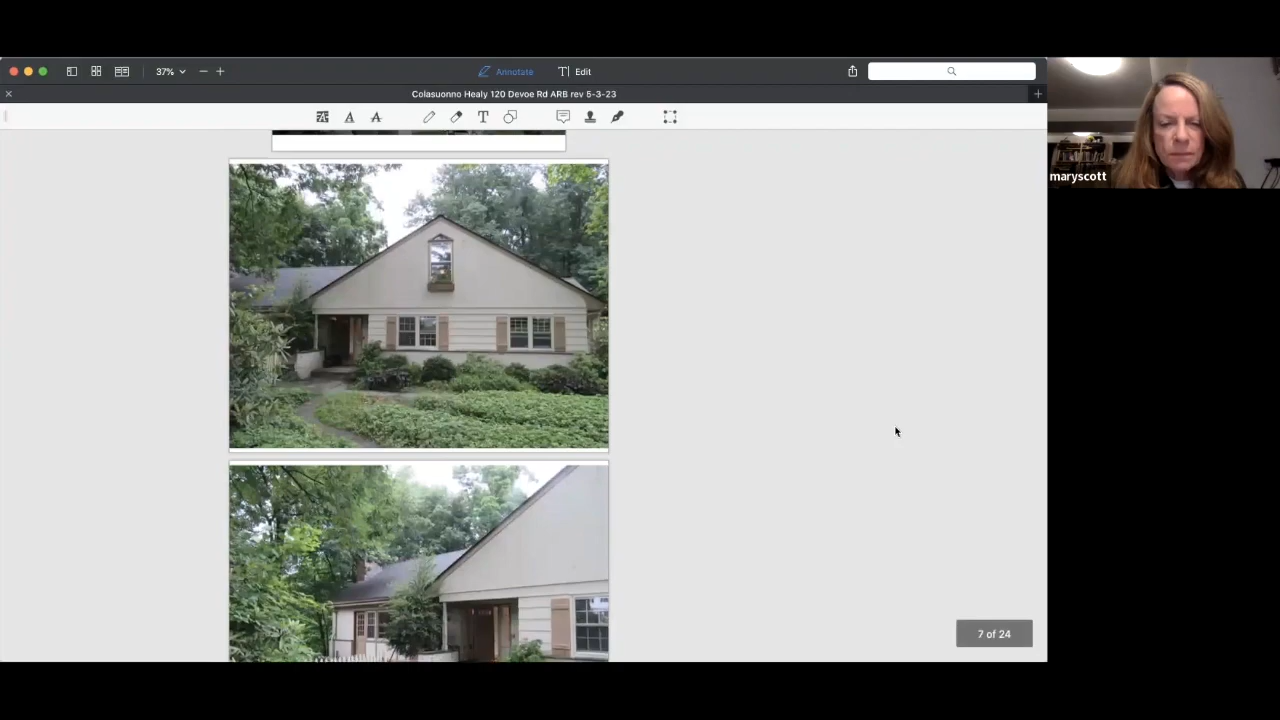 37%
Annotate
Edit
Colasuonno Healy 120 Devoe Rd ARB rev 5-3-23
maryscott
7 of 24